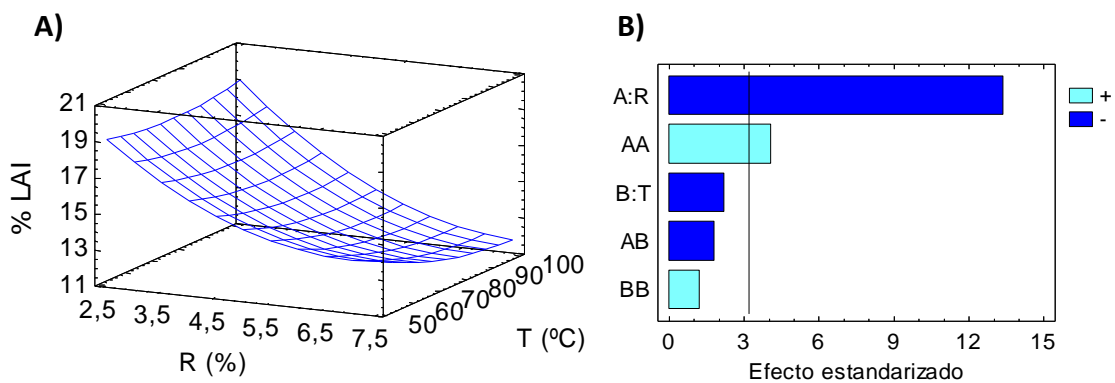 A)
21
19
17
15
13
11
% LAI
2,5
3,5
4,5
5,5
6,5
7,5
R (%)
50
60
70
80
90
100
T (ºC)
B)
A:R
AA
B:T
AB
BB
0
3
6
9
12
15
Efecto estandarizado
+
-